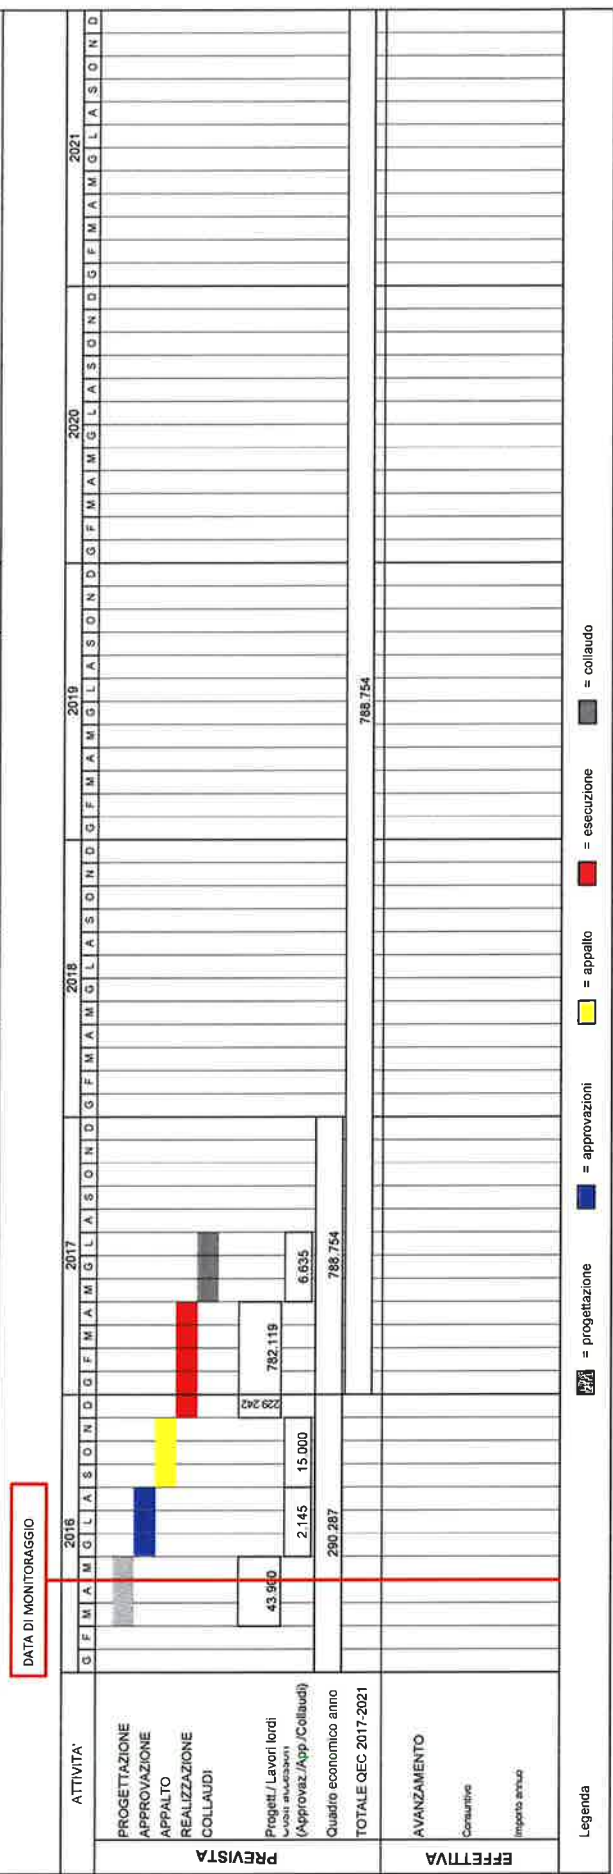 DATA DI MONITORAGGIO
ATTIVITA' 2016 2017 2018 2019 2020 2021
G F M A M G L A S O N D G F M A M G L A S O N D G F M A M G L A S O N D G F M A M G L A S O N D G F M A M G L A S O N D G F M A M G L A S O N D
PREVISTA
PROGETTAZIONE
APPROVAZIONE
APPALTO
REALIZZAZIONE
COLLAUDI
Progett./ Lavori lordi 43.900 229.242 782.119
(Approvaz./App./Collaudi) 2.145 15.000 6.635
Quadro economico anno 290.287 788.754
TOTALE QEC 2017-2021 788.754
EFFETTIVA
AVANZAMENTO
Consuntivo
Importo annuo
Legenda = progettazione = approvazioni = appalto = esecuzione = collaudo